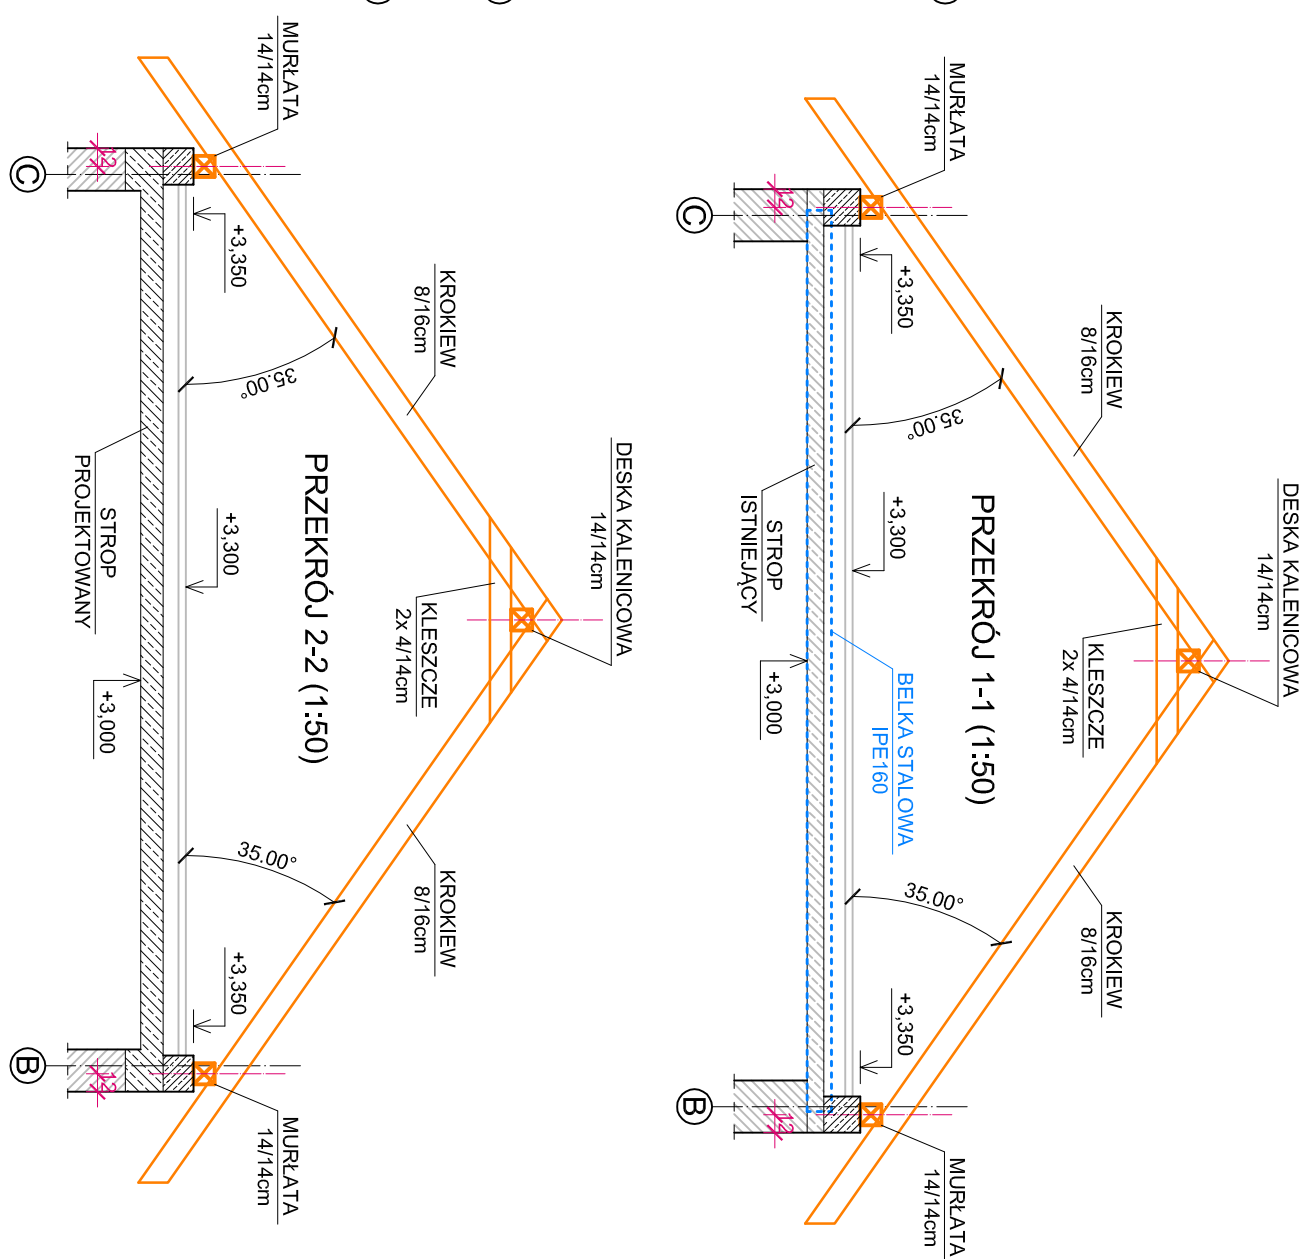 DESKA KALENICOWA
14/14cm
KROKIEW
8/16cm
KROKIEW
8/16cm
KLESZCZE
2x 4/14cm
MURŁATA
14/14cm
MURŁATA
14/14cm
PRZEKRÓJ 1-1 (1:50)
35.00°
35.00°
BELKA STALOWA
IPE160
+3,350
+3,300
+3,350
STROP
ISTNIEJĄCY
+3,000
12
12
C
B
DESKA KALENICOWA
14/14cm
KROKIEW
8/16cm
KROKIEW
8/16cm
KLESZCZE
2x 4/14cm
MURŁATA
14/14cm
MURŁATA
14/14cm
PRZEKRÓJ 2-2 (1:50)
35.00°
35.00°
+3,350
+3,300
+3,350
STROP
PROJEKTOWANY
+3,000
12
12
C
B